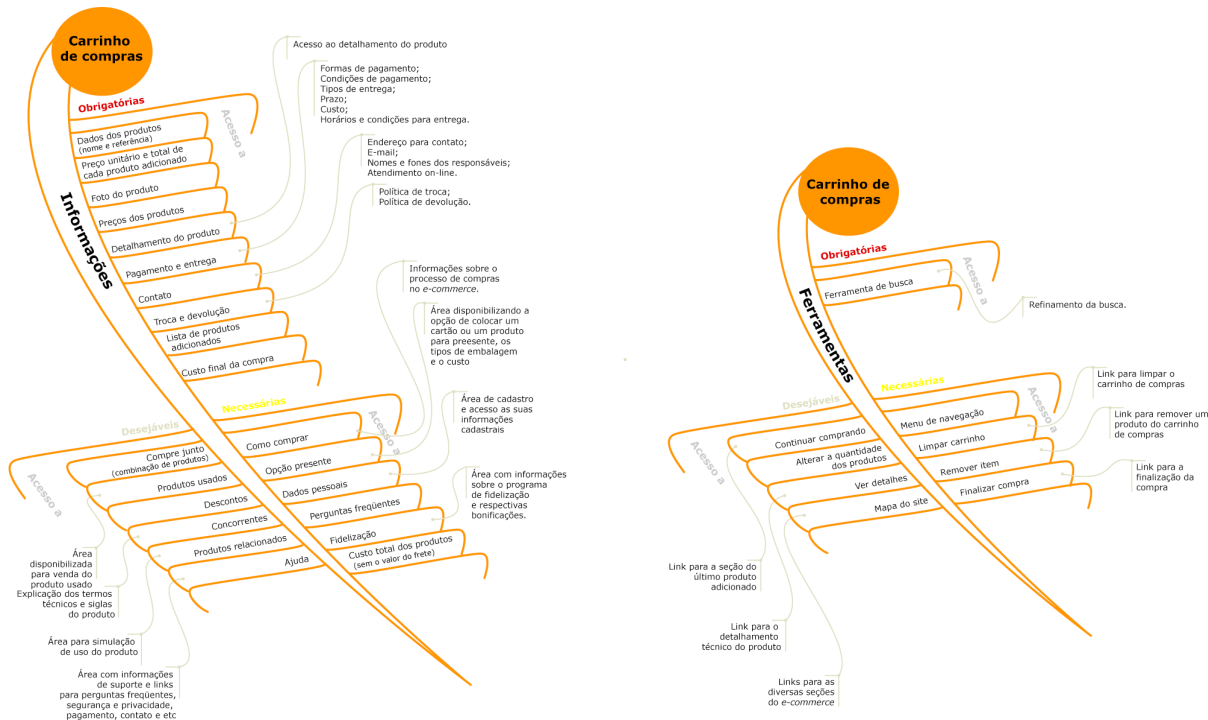 Carrinho
de compras
Obrigatórias
Acesso a
Dados dos produtos
(nome e referência)
Preço unitário e total de
cada produto adicionado
Foto do produto
Preços dos produtos
Detalhamento do produto
Pagamento e entrega
Contato
Troca e devolução
Lista de produtos
adicionados
Custo final da compra
Informações
Acesso ao detalhamento do produto
Formas de pagamento;
Condições de pagamento;
Tipos de entrega;
Prazo;
Custo;
Horários e condições para entrega.
Endereço para contato;
E-mail;
Nomes e fones dos responsáveis;
Atendimento on-line.
Política de troca;
Política de devolução.
Necessárias
Acesso a
Como comprar
Opção presente
Dados pessoais
Perguntas freqüentes
Fidelização
Custo total dos produtos
(sem o valor do frete)
Informações sobre o
processo de compras
no e-commerce.
Área disponibilizando a
opção de colocar um
cartão ou um produto
para preesente, os
tipos de embalagem
e o custo
Área de cadastro
e acesso as suas
informações
cadastrais
Área com informações
sobre o programa
de fidelização
e respectivas
bonificações.
Desejáveis
Acesso a
Compre junto
(combinação de produtos)
Produtos usados
Descontos
Concorrentes
Produtos relacionados
Ajuda
Área
disponibilizada
para venda do
produto usado
Explicação dos termos
técnicos e siglas
do produto
Área para simulação
de uso do produto
Área com informações
de suporte e links
para perguntas freqüentes,
segurança e privacidade,
pagamento, contato e etc
Carrinho de
compras
Obrigatórias
Acesso a
Ferramenta de busca
Refinamento da busca.
Ferramentas
Necessárias
Acesso a
Menu de navegação
Limpar carrinho
Remover item
Finalizar compra
Link para limpar o
carrinho de compras
Link para remover um
produto do carrinho
de compras
Link para a
finalização da
compra
Desejáveis
Acesso a
Continuar comprando
Alterar a quantidade
dos produtos
Ver detalhes
Mapa do site
Link para a seção do
último produto
adicionado
Link para o
detalhamento
técnico do produto
Links para as
diversas seções
do e-commerce